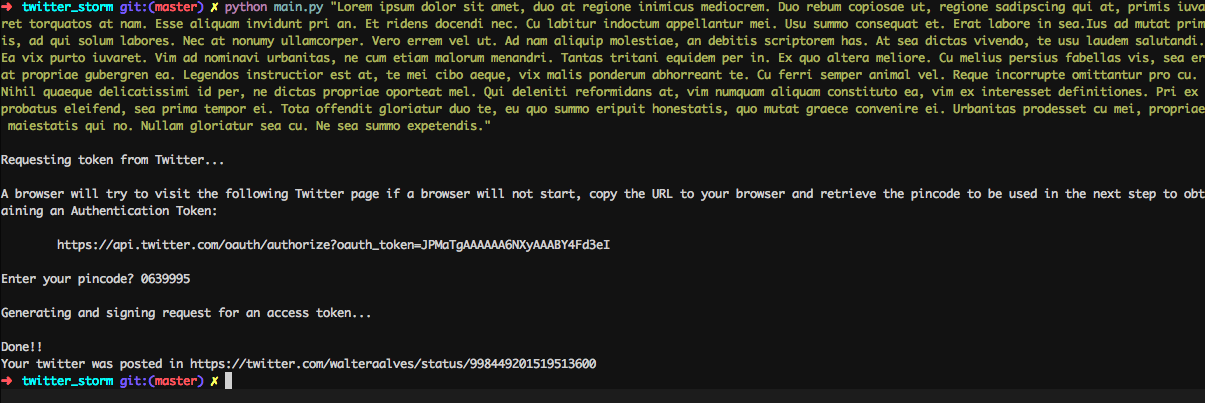 ➜ twitter_storm git:(master) ✗ python main.py "Lorem ipsum dolor sit amet, duo at regione inimicus mediocrem. Duo rebum copiosae ut, regione sadipscing qui at, primis iuva
ret torquatos at nam. Esse aliquam invidunt pri an. Et ridens docendi nec. Cu labitur indoctum appellantur mei. Usu summo consequat et. Erat labore in sea.Ius ad mutat prim
is, ad qui solum labores. Nec at nonumy ullamcorper. Vero errem vel ut. Ad nam aliquip molestiae, an debitis scriptorem has. At sea dictas vivendo, te usu laudem salutandi.
Ea vix purto iuvaret. Vim ad nominavi urbanitas, ne cum etiam malorum menandri. Tantas tritani equidem per in. Ex quo altera meliore. Cu melius persius fabellas vis, sea er
at propriae gubergren ea. Legendos instructior est at, te mei cibo aeque, vix malis ponderum abhorreant te. Cu ferri semper animal vel. Reque incorrupte omittantur pro cu.
Nihil quaeque delicatissimi id per, ne dictas propriae oporteat mel. Qui deleniti reformidans at, vim numquam aliquam constituto ea, vim ex interesset definitiones. Pri ex
probatus eleifend, sea prima tempor ei. Tota offendit gloriatur duo te, eu quo summo eripuit honestatis, quo mutat graece convenire ei. Urbanitas prodesset cu mei, propriae
maiestatis qui no. Nullam gloriatur sea cu. Ne sea summo expetendis."
Requesting token from Twitter...
A browser will try to visit the following Twitter page if a browser will not start, copy the URL to your browser and retrieve the pincode to be used in the next step to obt
aining an Authentication Token:
https://api.twitter.com/oauth/authorize?oauth_token=JPMaTgAAAAAA6NXyAAABY4Fd3eI
Enter your pincode? 0639995
Generating and signing request for an access token...
Done!!
Your twitter was posted in https://twitter.com/walteraalves/status/998449201519513600
➜ twitter_storm git:(master) ✗